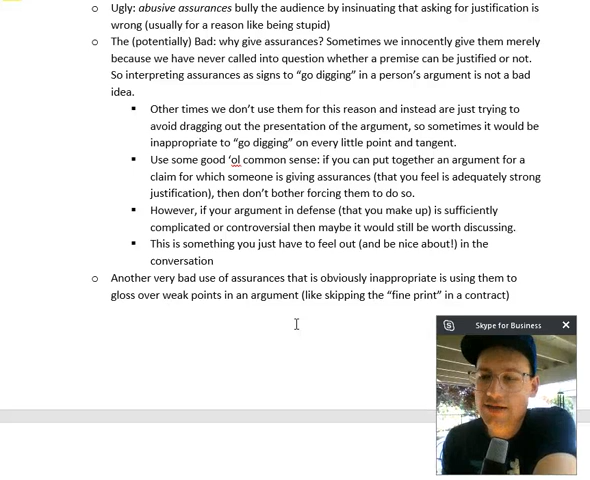 o Ugly: abusive assurances bully the audience by insinuating that asking for justification is
wrong (usually for a reason like being stupid)
o The (potentially) Bad: why give assurances? Sometimes we innocently give them merely
because we have never called into question whether a premise can be justified or not.
So interpreting assurances as signs to “go digging” in a person’s argument is not a bad
idea.
▪ Other times we don’t use them for this reason and instead are just trying to
avoid dragging out the presentation of the argument, so sometimes it would be
inappropriate to “go digging” on every little point and tangent.
▪ Use some good ‘ol common sense: if you can put together an argument for a
claim for which someone is giving assurances (that you feel is adequately strong
justification), then don’t bother forcing them to do so.
▪ However, if your argument in defense (that you make up) is sufficiently
complicated or controversial then maybe it would still be worth discussing.
▪ This is something you just have to feel out (and be nice about!) in the
conversation
o Another very bad use of assurances that is obviously inappropriate is using them to
gloss over weak points in an argument (like skipping the “fine print” in a contract)
Skype for Business